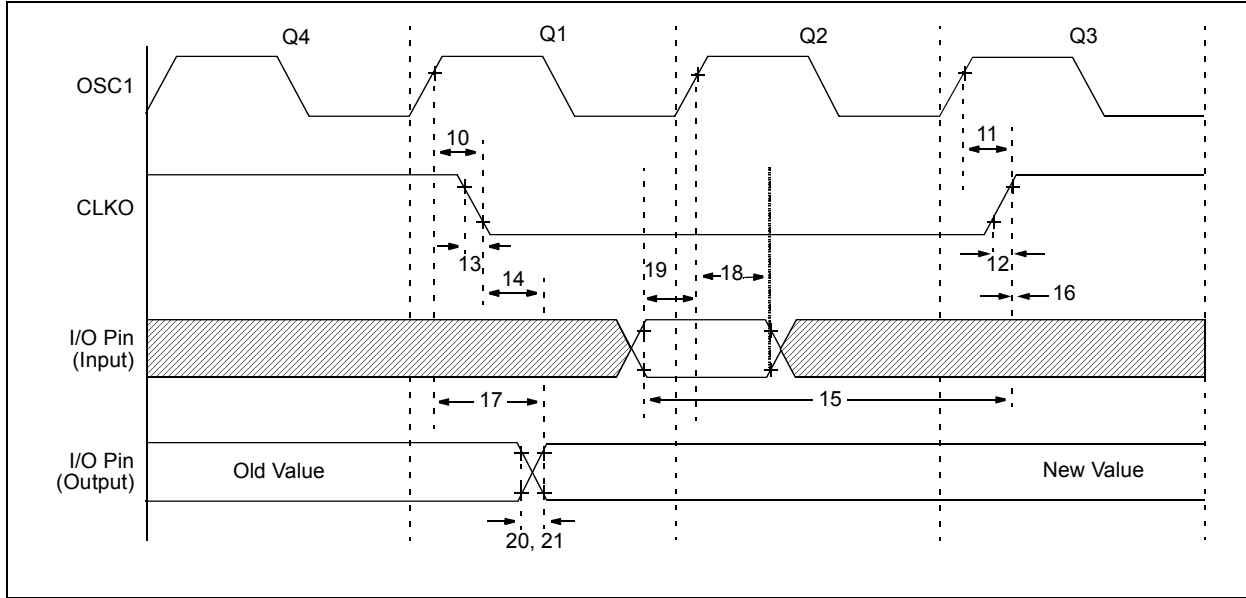 Q4
Q1
Q2
Q3
OSC1
10
11
CLKO
13
14
19
18
12
16
I/O Pin
(Input)
17
15
I/O Pin
(Output)
Old Value
New Value
20, 21